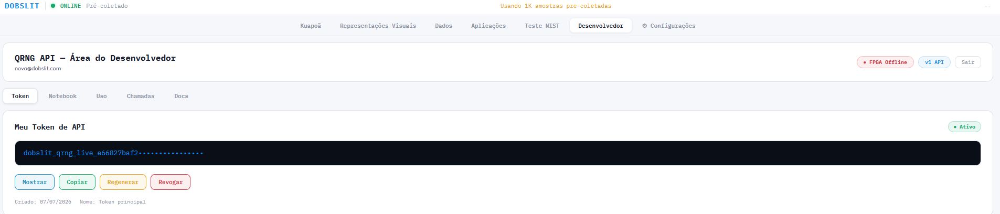 DOBSLIT ● ONLINE Pré-coletado Usando 1K amostras pre-coletadas --
Kuapoã Representações Visuais Dados Aplicações Teste NIST Desenvolvedor ⚙ Configurações
QRNG API — Área do Desenvolvedor
novo@dobslit.com
● FPGA Offline v1 API Sair
Token Notebook Uso Chamadas Docs
Meu Token de API
● Ativo
dobslit_qrng_live_e66827baf2••••••••••••••••
Mostrar Copiar Regenerar Revogar
Criado: 07/07/2026 Nome: Token principal